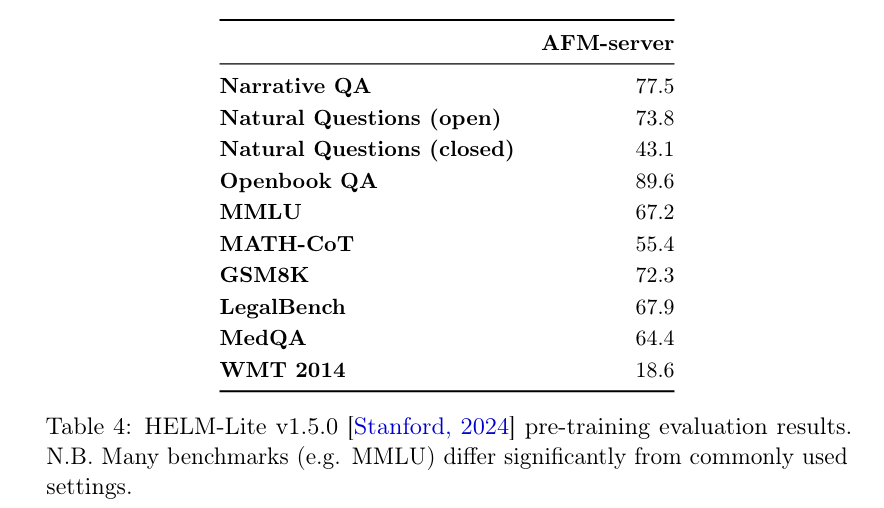 AFM-server
Narrative QA 77.5
Natural Questions (open) 73.8
Natural Questions (closed) 43.1
Openbook QA 89.6
MMLU 67.2
MATH-CoT 55.4
GSM8K 72.3
LegalBench 67.9
MedQA 64.4
WMT 2014 18.6
Table 4: HELM-Lite v1.5.0 [Stanford, 2024] pre-training evaluation results.
N.B. Many benchmarks (e.g. MMLU) differ significantly from commonly used
settings.